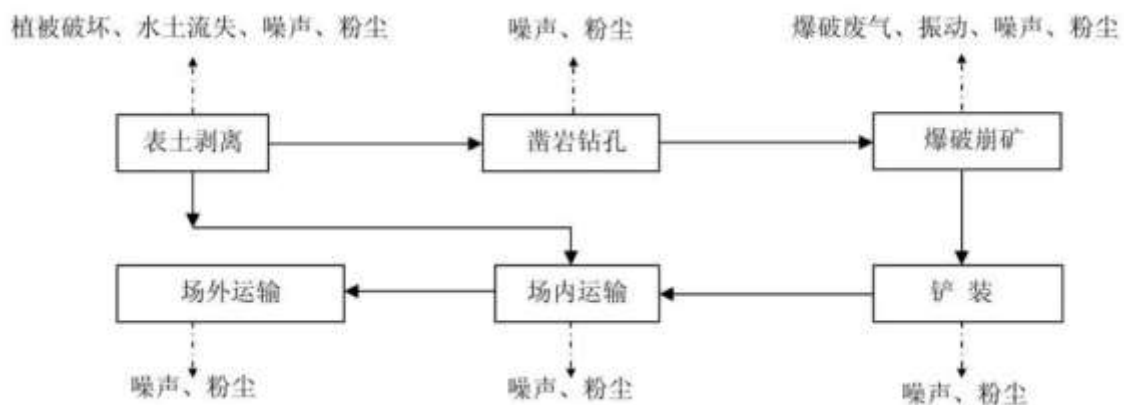 植被破坏、水土流失、噪声、粉尘
噪声、粉尘
爆破废气、振动、噪声、粉尘
表土剥离
凿岩钻孔
爆破崩矿
场外运输
场内运输
铲 装
噪声、粉尘
噪声、粉尘
噪声、粉尘